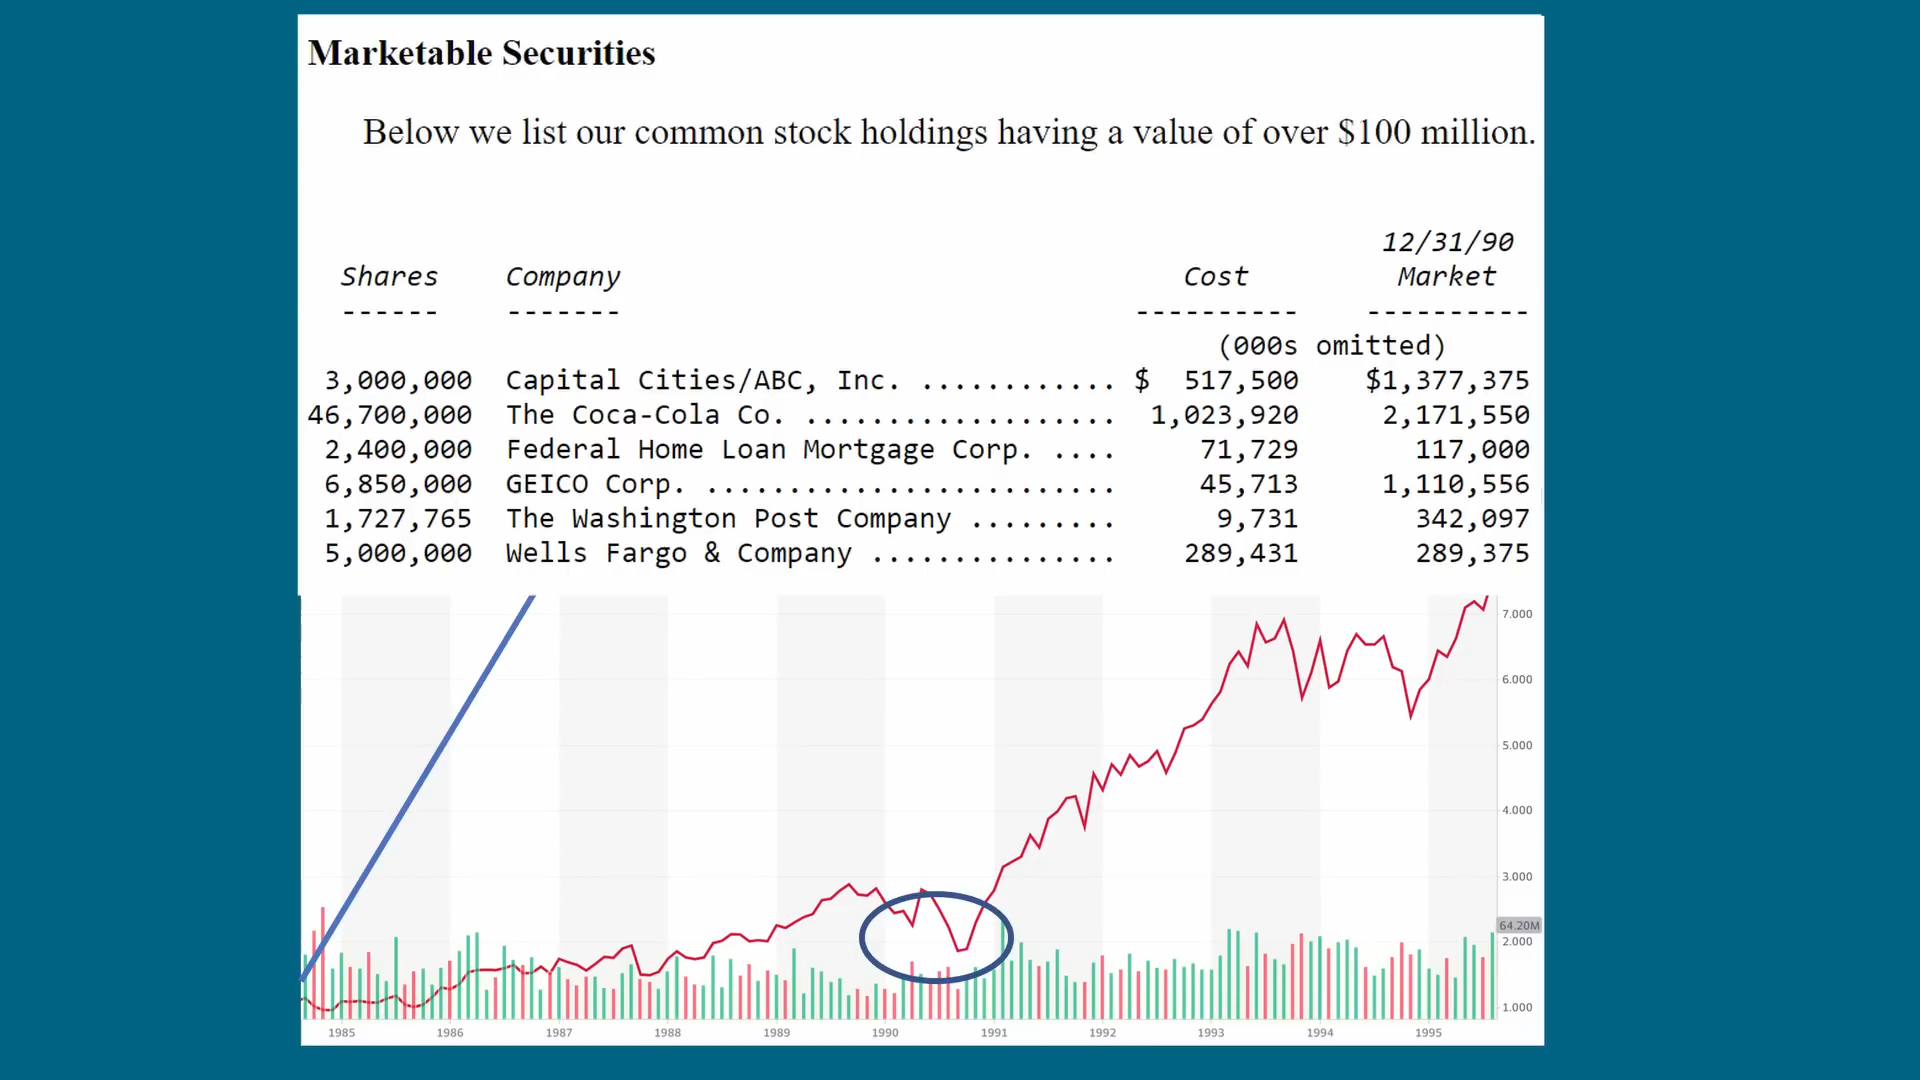 Marketable Securities
Below we list our common stock holdings having a value of over $100 million.
12/31/90
Shares Company Cost Market
------ ------- ---------- ----------
(000s omitted)
3,000,000 Capital Cities/ABC, Inc. ............ $ 517,500 $1,377,375
46,700,000 The Coca-Cola Co. ................... 1,023,920 2,171,550
2,400,000 Federal Home Loan Mortgage Corp. .... 71,729 117,000
6,850,000 GEICO Corp. ......................... 45,713 1,110,556
1,727,765 The Washington Post Company ......... 9,731 342,097
5,000,000 Wells Fargo & Company ............... 289,431 289,375
7.000
6.000
5.000
4.000
3.000
64.20M
2.000
1.000
1985 1986 1987 1988 1989 1990 1991 1992 1993 1994 1995